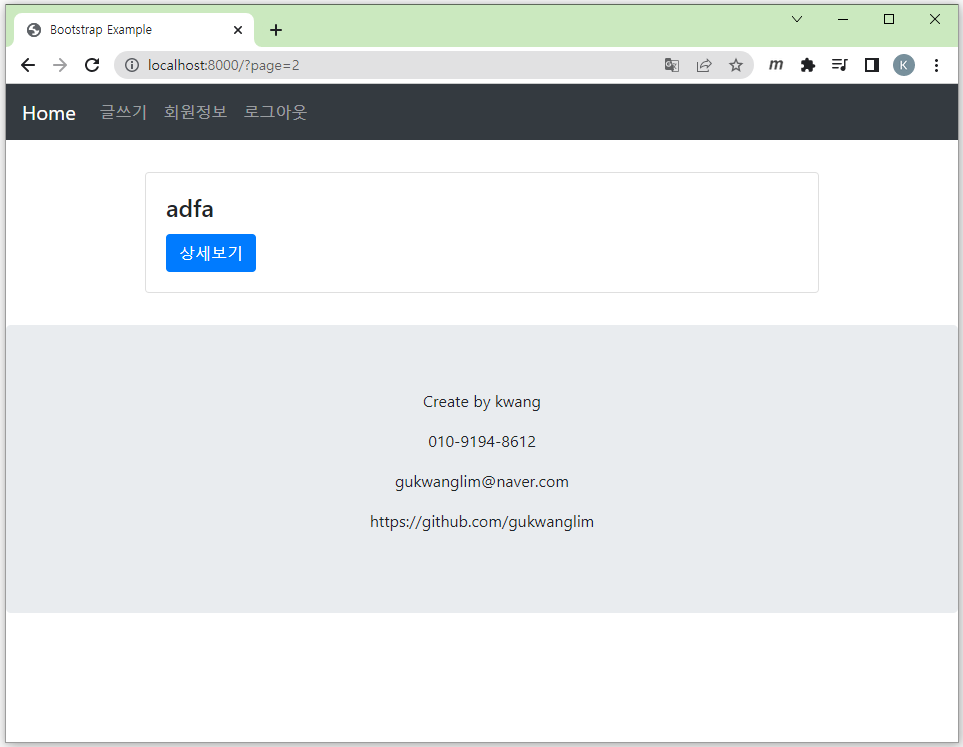 Bootstrap Example
localhost:8000/?page=2
m
K
Home 글쓰기 회원정보 로그아웃
adfa
상세보기
Create by kwang
010-9194-8612
gukwanglim@naver.com
https://github.com/gukwanglim